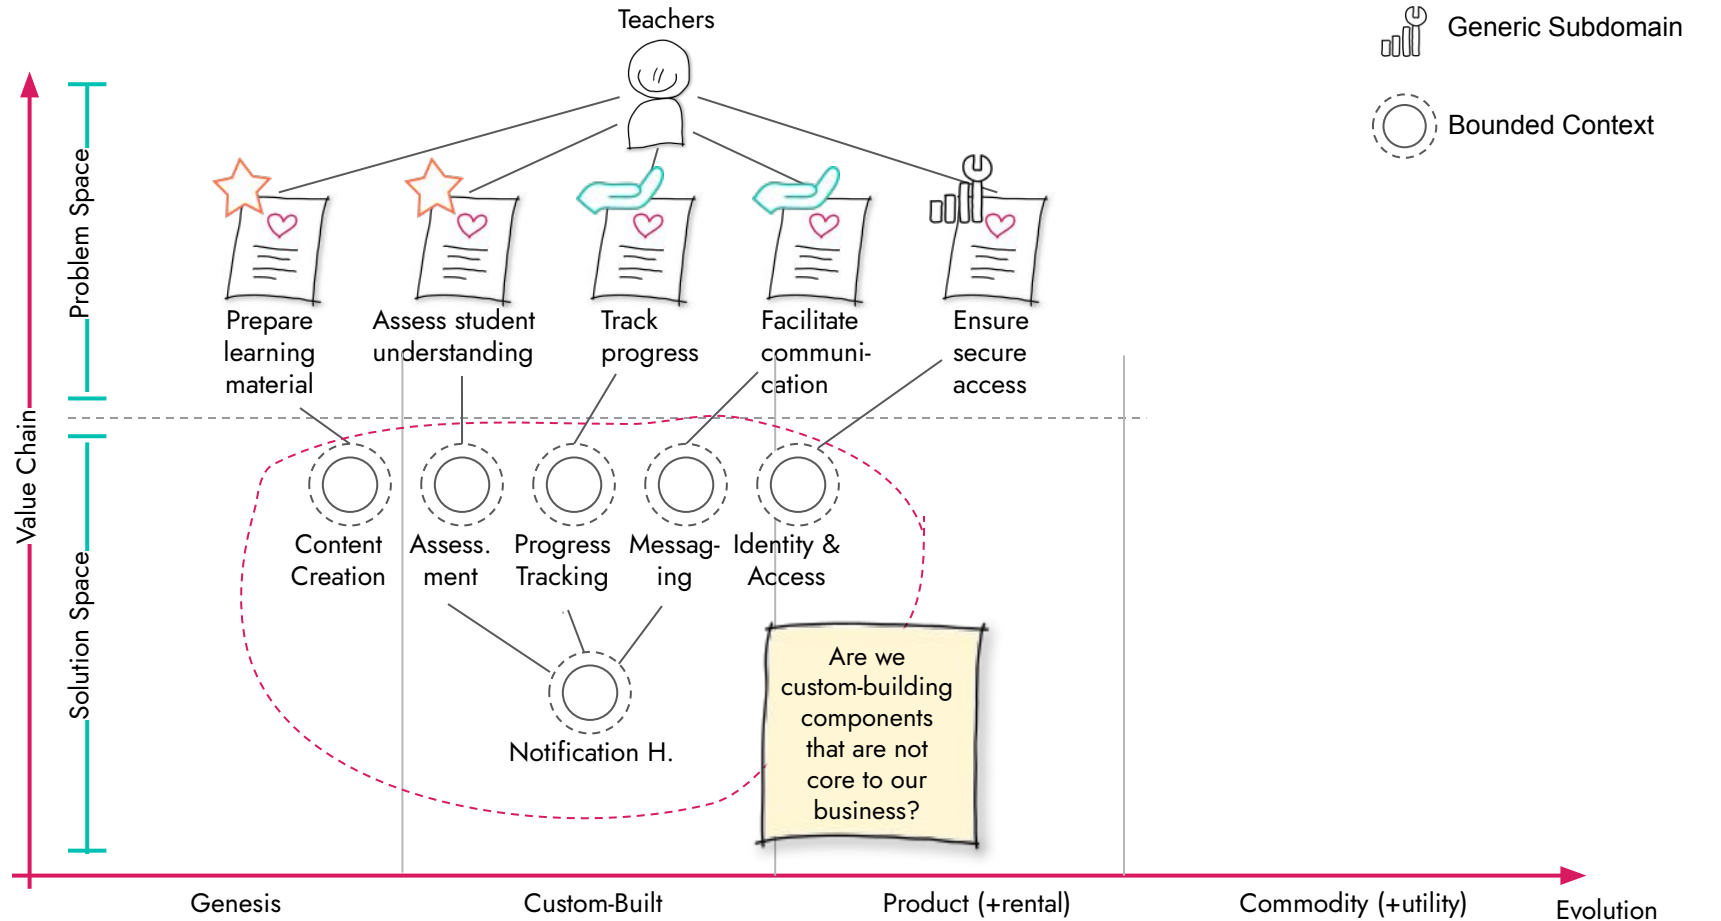 Teachers
Generic Subdomain
Bounded Context
Problem Space
Prepare
learning
material
Assess student
understanding
Track
progress
Facilitate
communi-
cation
Ensure
secure
access
Value Chain
Solution Space
Content
Creation
Assess.
ment
Progress
Tracking
Messag-
ing
Identity &
Access
Notification H.
Are we
custom-building
components
that are not
core to our
business?
Genesis
Custom-Built
Product (+rental)
Commodity (+utility)
Evolution